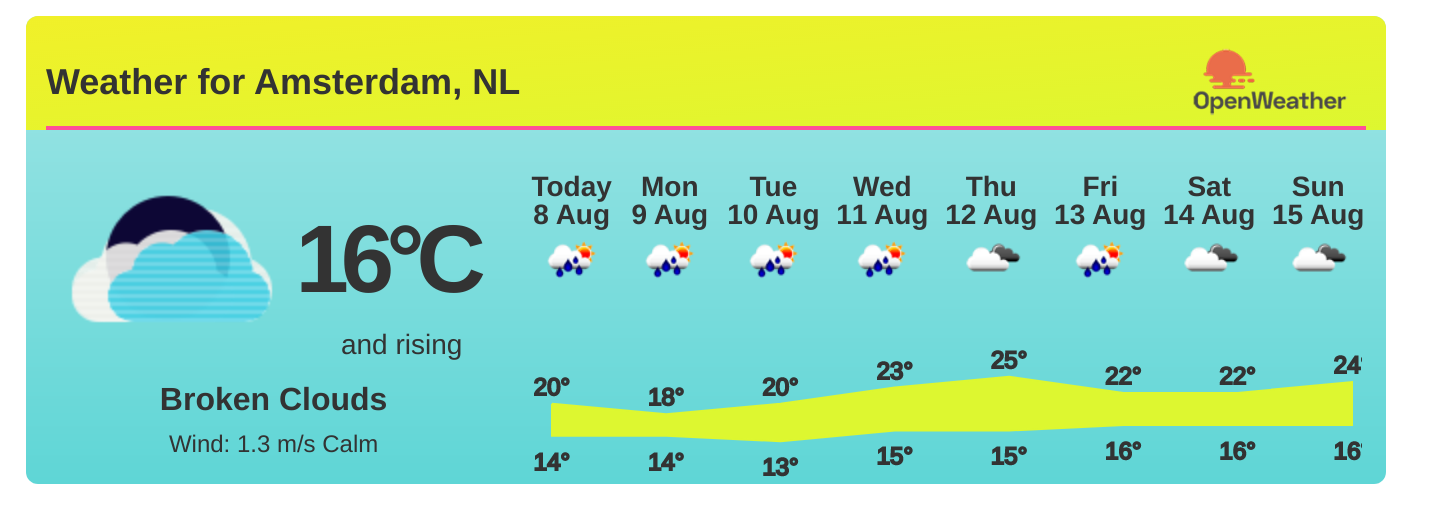 Weather for Amsterdam, NL
OpenWeather
16°C
and rising
Broken Clouds
Wind: 1.3 m/s Calm
Today Mon Tue Wed Thu Fri Sat Sun
8 Aug 9 Aug 10 Aug 11 Aug 12 Aug 13 Aug 14 Aug 15 Aug
20° 18° 20° 23° 25° 22° 22° 24°
14° 14° 13° 15° 15° 16° 16° 16°